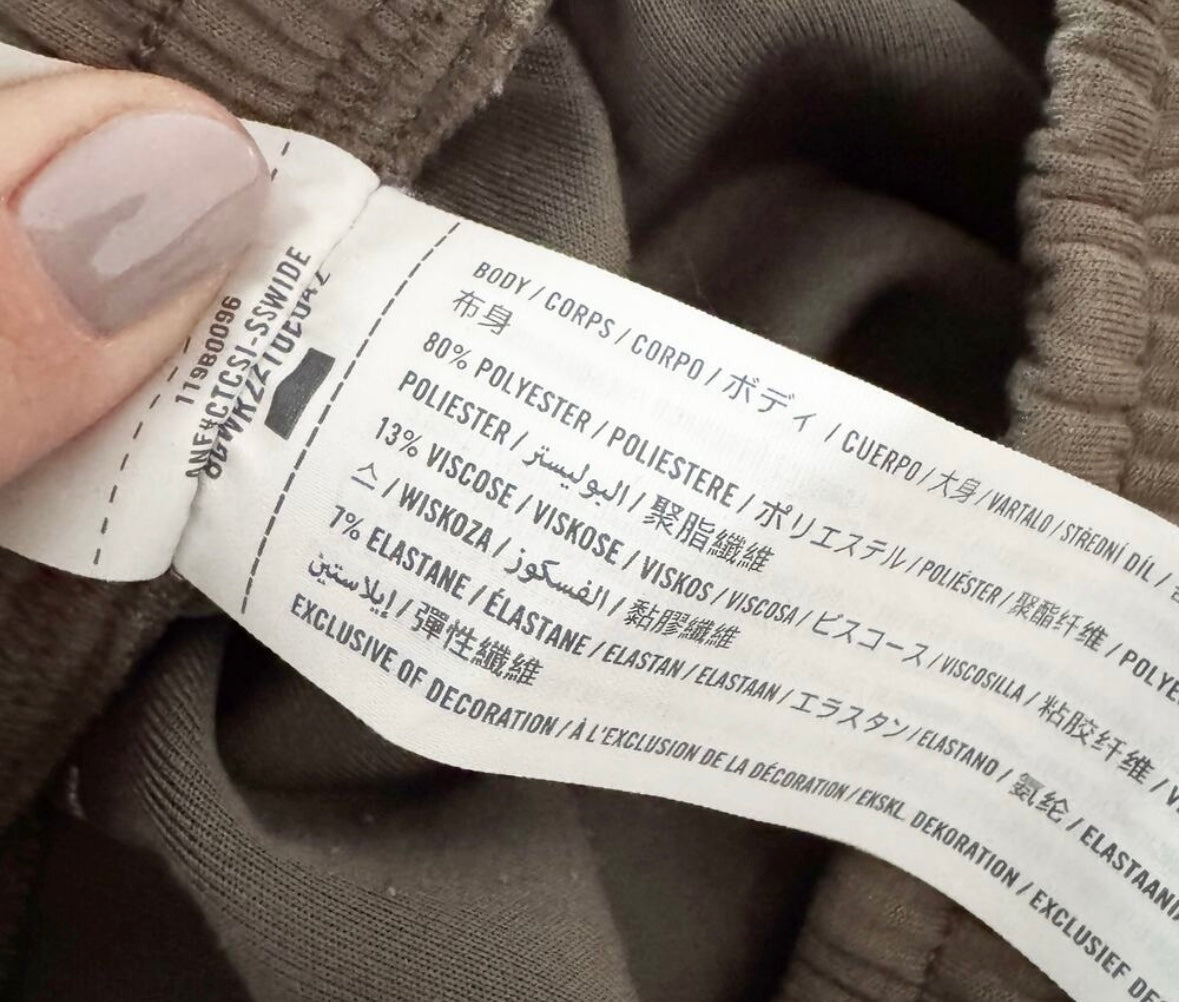 119B0096
BODY / CORPS / CORPO / ボディ / CUERPO / 大身 / VARTALO / STŘEDNÍ DÍL /
布身
80% POLYESTER / POLIESTERE / ポリエステル / POLIÉSTER / 聚酯纤维 /
POLIESTER / البوليستر / 聚脂纖維
13% VISCOSE / VISKOSE / VISKOS / VISCOSA / ビスコース / VISCOSILLA / 粘胶纤维 /
스 / WISKOZA / الفسكوز / 黏膠纖維
7% ELASTANE / ÉLASTANE / ELASTAN / ELASTAAN / エラスタン / ELASTANO / 氨纶 /
إيلاستين / 彈性纖維
EXCLUSIVE OF DECORATION / À L'EXCLUSION DE LA DÉCORATION / EKSKL. DEKORATION / EXCLUSIEF